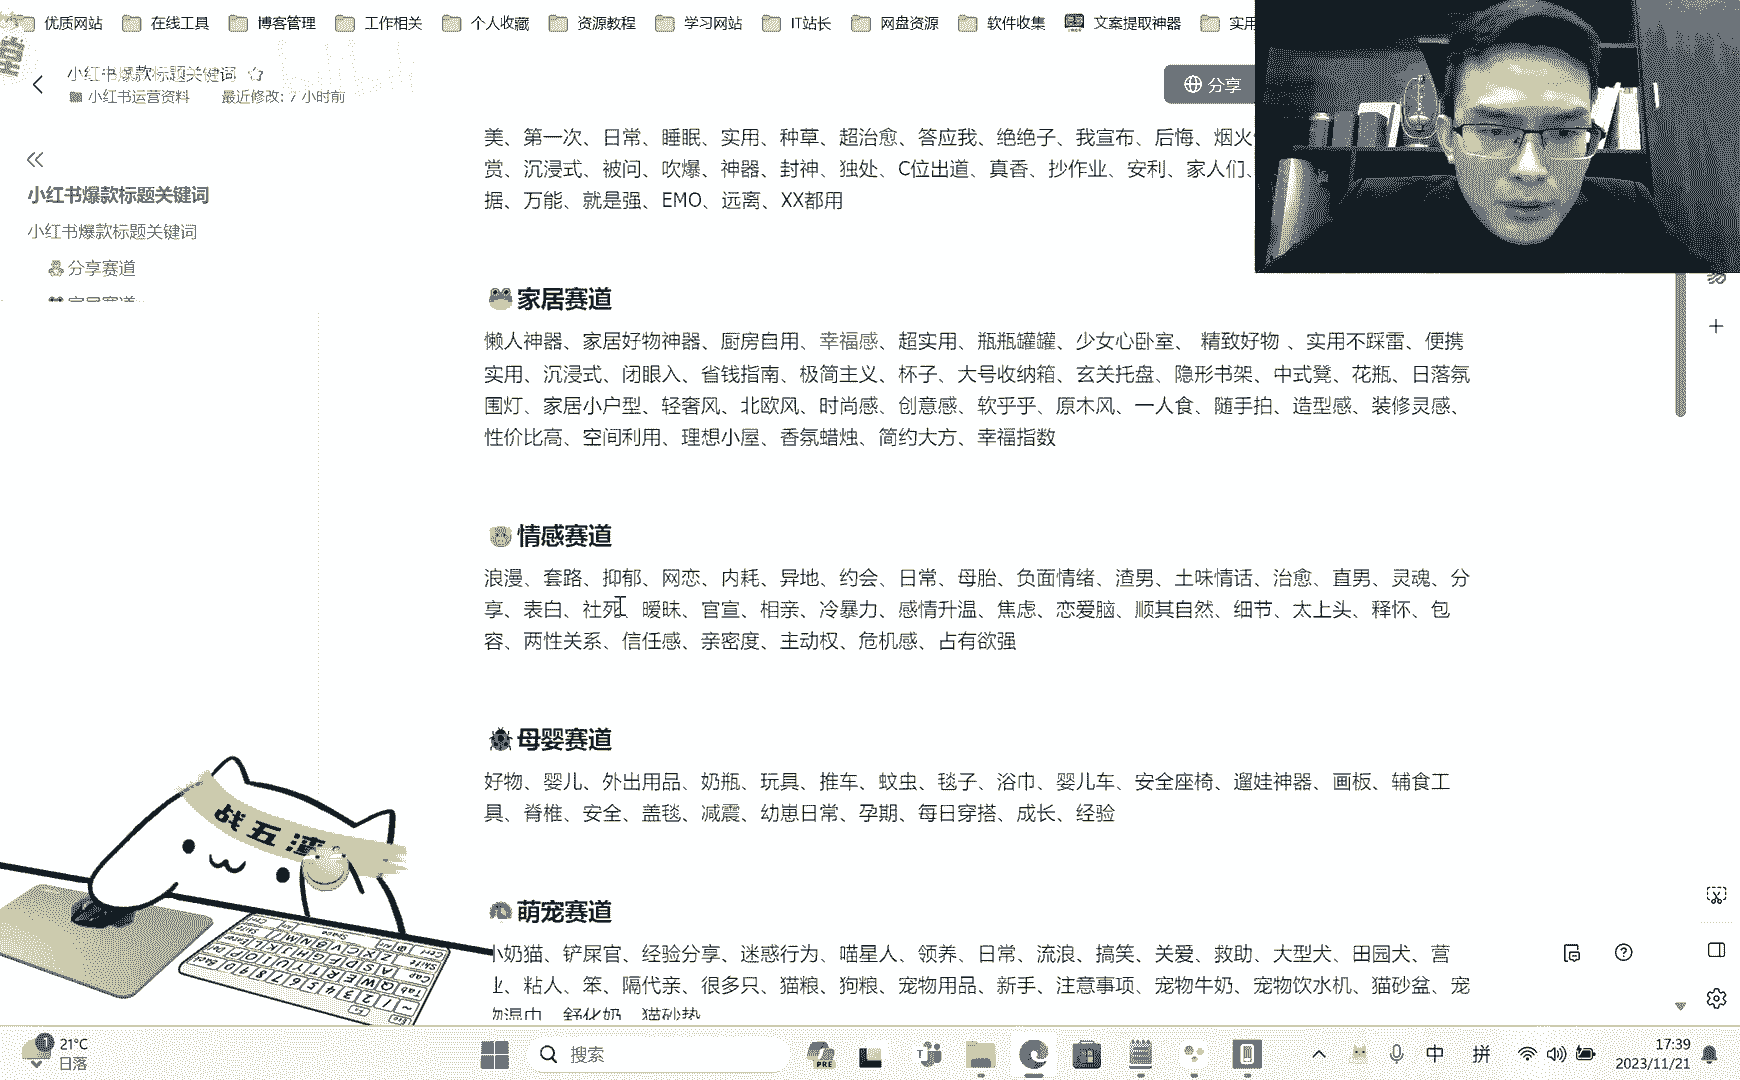 优质网站 在线工具 博客管理 工作相关 个人收藏 资源教程 学习网站 IT站长 网盘资源 软件收集 文案提取神器 实用
小红书爆款标题关键词
小红书运营资料 最近修改: 7 小时前
分享
美、第一次、日常、睡眠、实用、种草、超治愈、答应我、绝绝子、我宣布、后悔、烟火
赏、沉浸式、被问、吹爆、神器、封神、独处、C位出道、真香、抄作业、安利、家人们、
据、万能、就是强、EMO、远离、XX都用
小红书爆款标题关键词
小红书爆款标题关键词
分享赛道
家居赛道
家居赛道
懒人神器、家居好物神器、厨房自用、幸福感、超实用、瓶瓶罐罐、少女心卧室、 精致好物 、实用不踩雷、便携
实用、沉浸式、闭眼入、省钱指南、极简主义、杯子、大号收纳箱、玄关托盘、隐形书架、中式凳、花瓶、日落氛
围灯、家居小户型、轻奢风、北欧风、时尚感、创意感、软乎乎、原木风、一人食、随手拍、造型感、装修灵感、
性价比高、空间利用、理想小屋、香氛蜡烛、简约大方、幸福指数
情感赛道
浪漫、套路、抑郁、网恋、内耗、异地、约会、日常、母胎、负面情绪、渣男、土味情话、治愈、直男、灵魂、分
享、表白、社死、暧昧、官宣、相亲、冷暴力、感情升温、焦虑、恋爱脑、顺其自然、细节、太上头、释怀、包
容、两性关系、信任感、亲密度、主动权、危机感、占有欲强
母婴赛道
好物、婴儿、外出用品、奶瓶、玩具、推车、蚊虫、毯子、浴巾、婴儿车、安全座椅、遛娃神器、画板、辅食工
具、脊椎、安全、盖毯、减震、幼崽日常、孕期、每日穿搭、成长、经验
萌宠赛道
小奶猫、铲屎官、经验分享、迷惑行为、喵星人、领养、日常、流浪、搞笑、关爱、救助、大型犬、田园犬、营
业、粘人、笨、隔代亲、很多只、猫粮、狗粮、宠物用品、新手、注意事项、宠物牛奶、宠物饮水机、猫砂盆、宠
物湿巾、舒化奶、猫砂垫
战五渣
21°C
日落
搜索
中 拼
17:39
2023/11/21